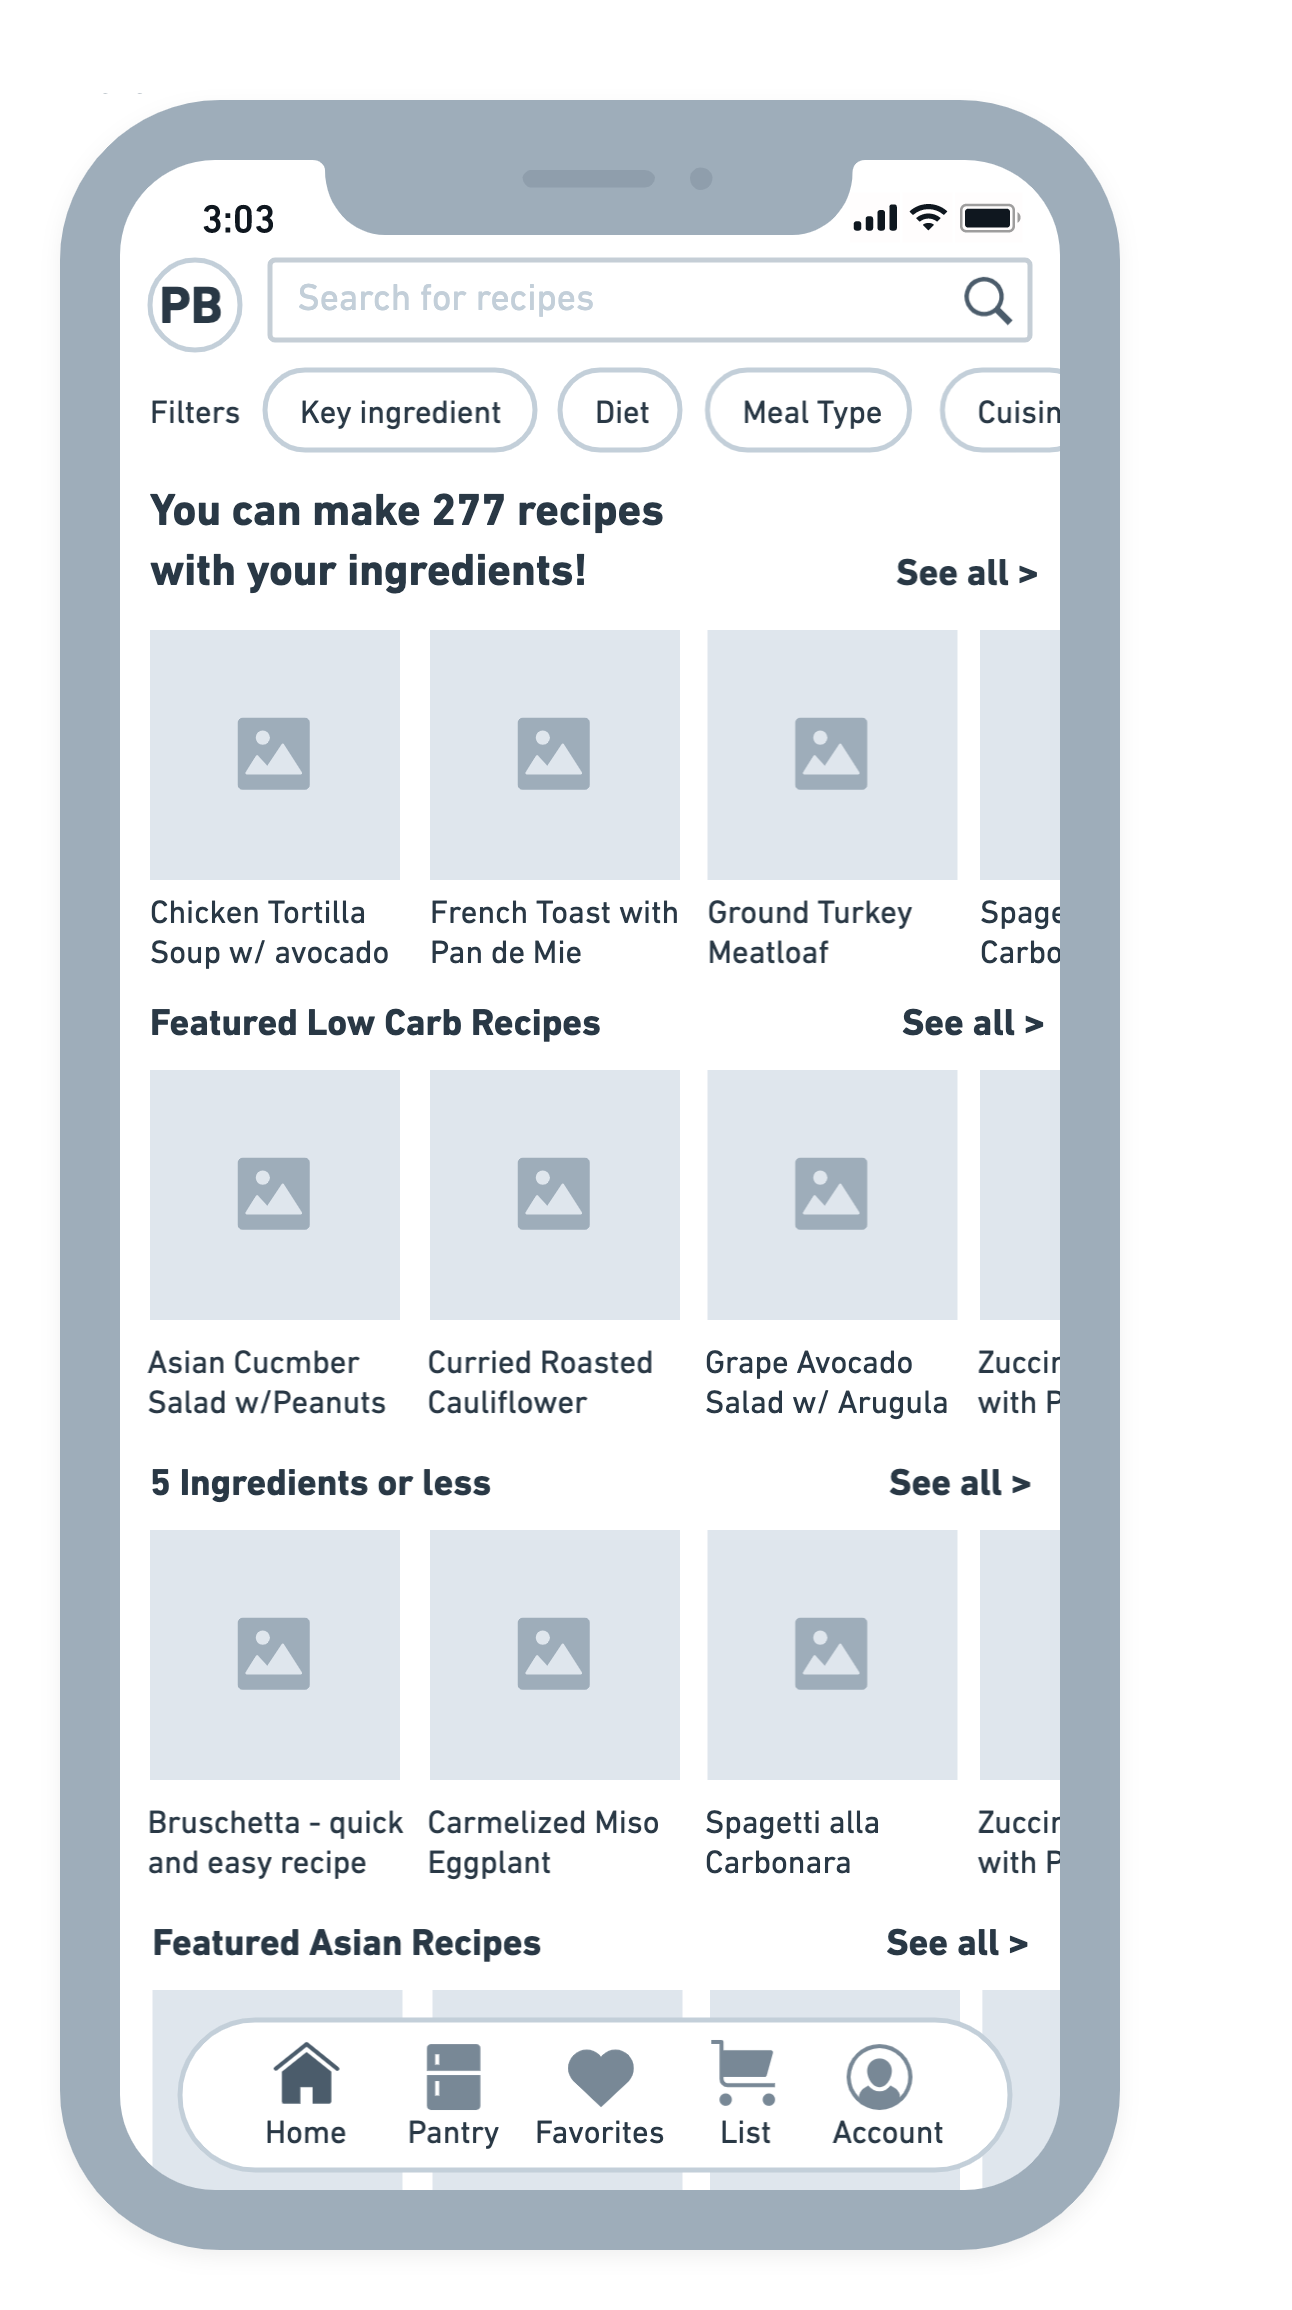 3:03
PB
Search for recipes
Filters
Key ingredient
Diet
Meal Type
Cuisin
You can make 277 recipes
with your ingredients!
See all >
Chicken Tortilla
Soup w/ avocado
French Toast with
Pan de Mie
Ground Turkey
Meatloaf
Spage
Carbo
Featured Low Carb Recipes
See all >
Asian Cucmber
Salad w/Peanuts
Curried Roasted
Cauliflower
Grape Avocado
Salad w/ Arugula
Zuccin
with P
5 Ingredients or less
See all >
Bruschetta - quick
and easy recipe
Carmelized Miso
Eggplant
Spagetti alla
Carbonara
Zuccin
with P
Featured Asian Recipes
See all >
Home
Pantry
Favorites
List
Account